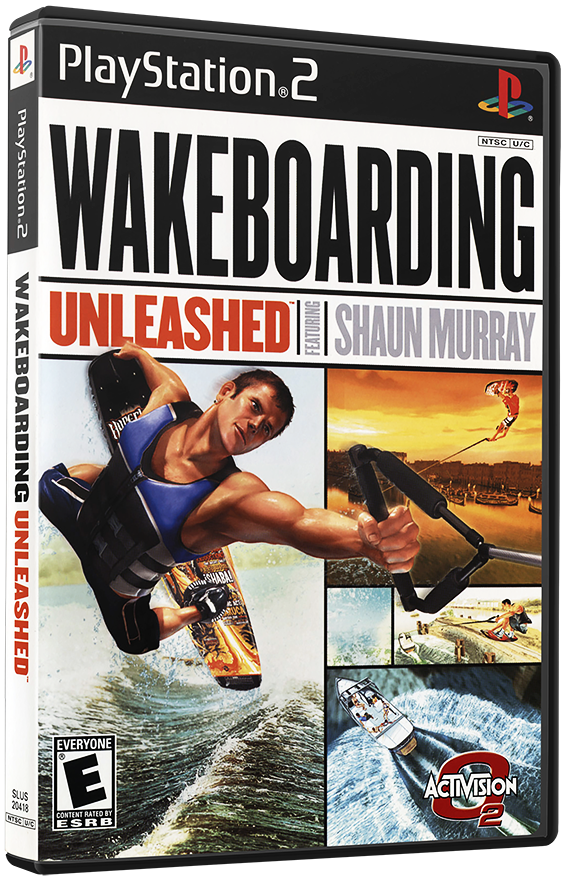 PlayStation®2
NTSC U/C
WAKEBOARDING
UNLEASHED™
FEATURING
SHAUN MURRAY
EVERYONE
E
CONTENT RATED BY
ESRB
ACTIVISION
O2
PlayStation®2
WAKEBOARDING UNLEASHED™
SLUS
20418
NTSC U/C